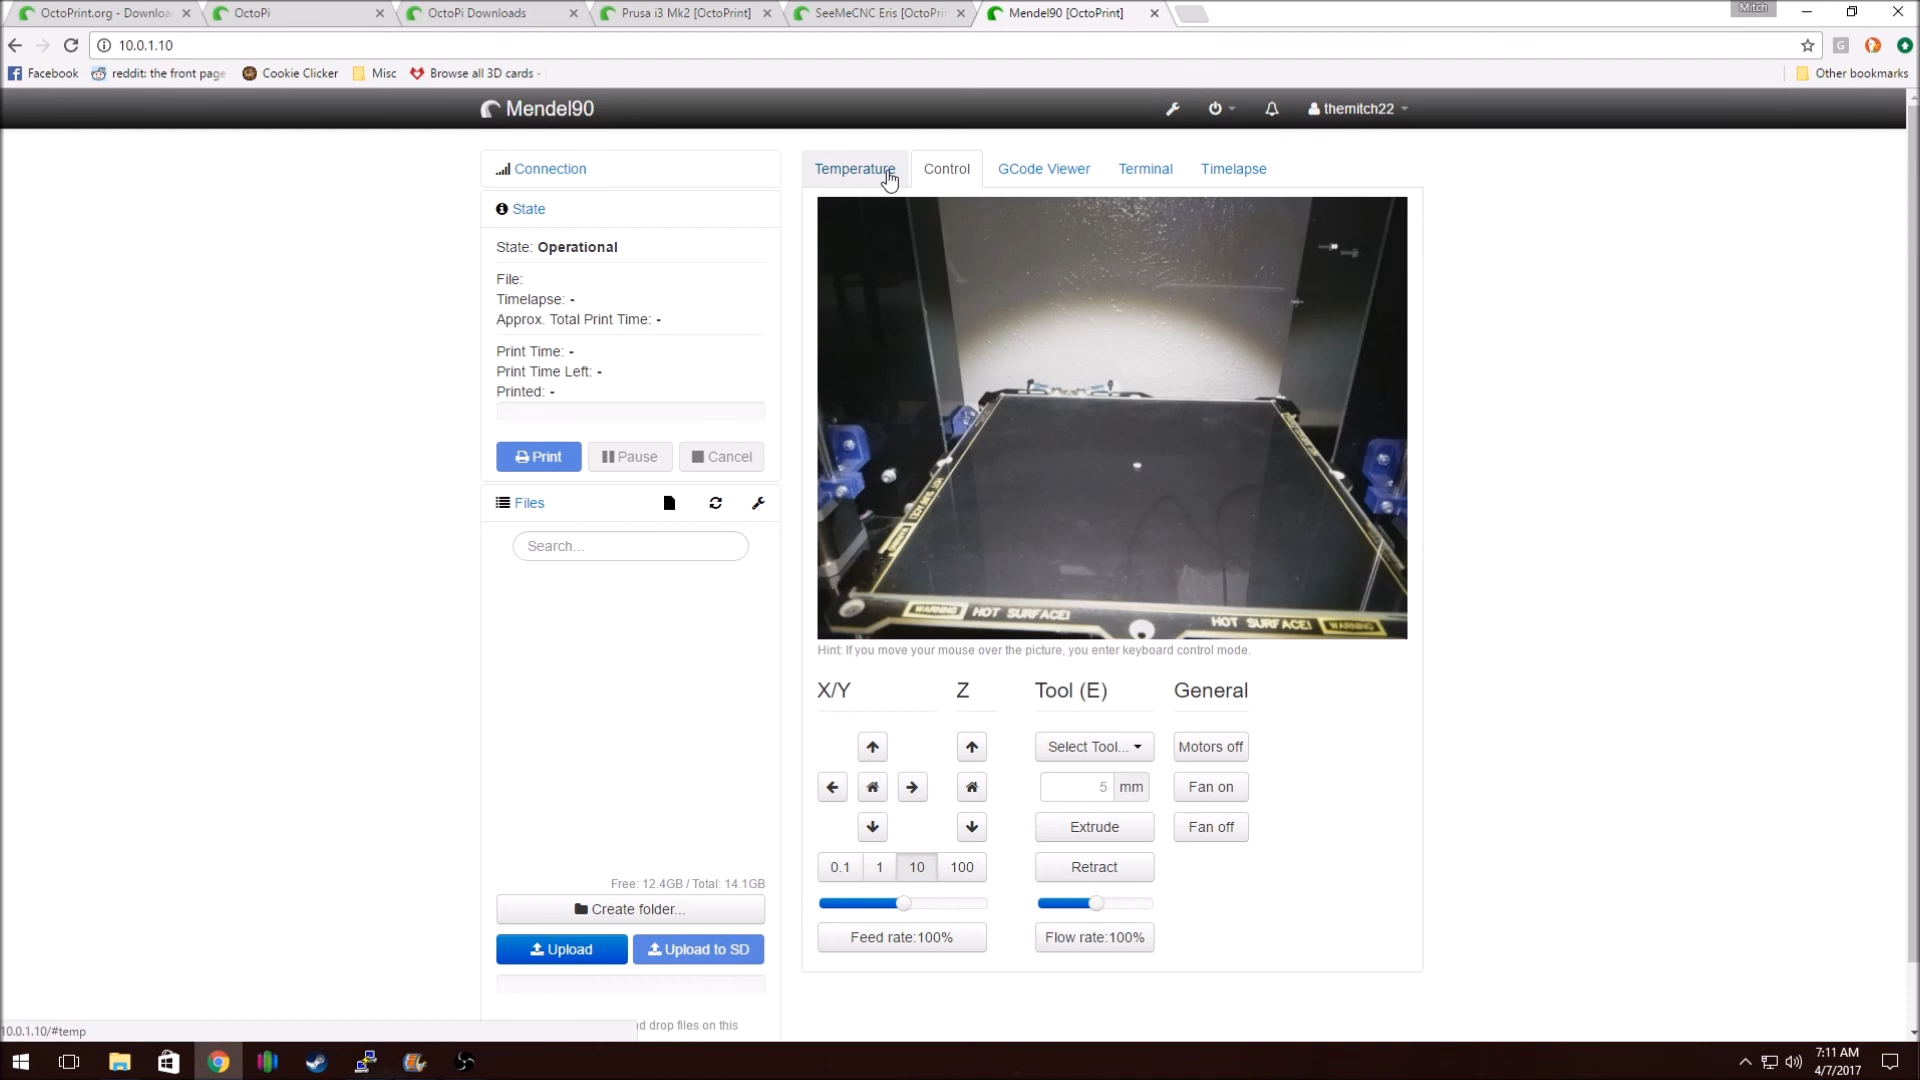 OctoPrint.org - Downloa
OctoPi
OctoPi Downloads
Prusa i3 Mk2 [OctoPrint]
SeeMeCNC Eris [OctoPrin
Mendel90 [OctoPrint]
Mitch
10.0.1.10
Facebook
reddit: the front page
Cookie Clicker
Misc
Browse all 3D cards -
Other bookmarks
Mendel90
themitch22
Connection
State
State: Operational
File:
Timelapse: -
Approx. Total Print Time: -
Print Time: -
Print Time Left: -
Printed: -
Print
Pause
Cancel
Files
Search...
Free: 12.4GB / Total: 14.1GB
Create folder...
Upload
Upload to SD
d drop files on this
Temperature
Control
GCode Viewer
Terminal
Timelapse
WARNING HOT SURFACE!
HOT SURFACE! WARNING
Hint: If you move your mouse over the picture, you enter keyboard control mode.
X/Y
Z
Tool (E)
General
Select Tool...
Motors off
5 mm
Fan on
Extrude
Fan off
0.1 1 10 100
Retract
Feed rate:100%
Flow rate:100%
10.0.1.10/#temp
7:11 AM
4/7/2017